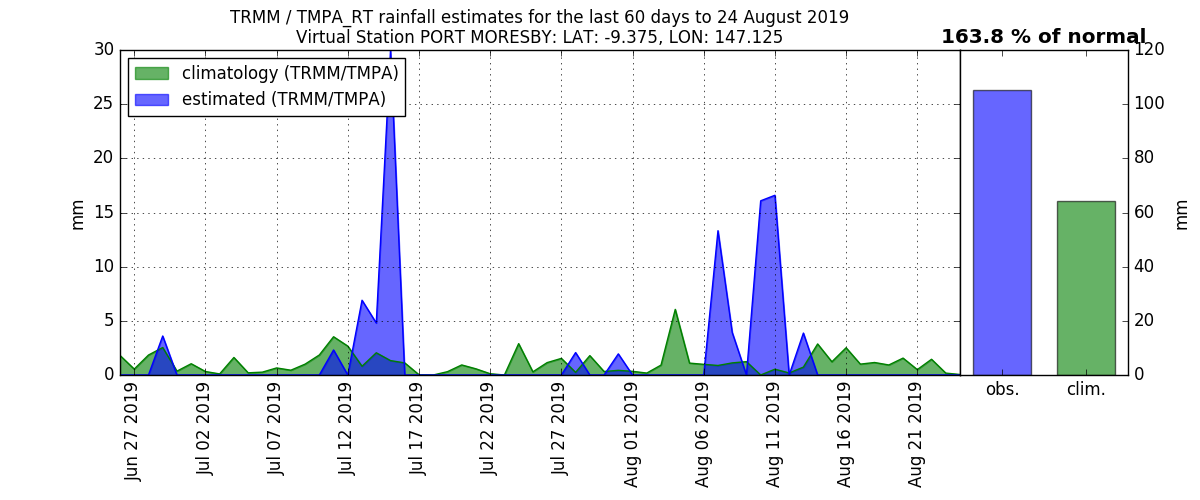 TRMM / TMPA_RT rainfall estimates for the last 60 days to 24 August 2019
Virtual Station PORT MORESBY: LAT: -9.375, LON: 147.125
163.8 % of normal
climatology (TRMM/TMPA)
estimated (TRMM/TMPA)
mm
30
25
20
15
10
5
0
Jun 27 2019
Jul 02 2019
Jul 07 2019
Jul 12 2019
Jul 17 2019
Jul 22 2019
Jul 27 2019
Aug 01 2019
Aug 06 2019
Aug 11 2019
Aug 16 2019
Aug 21 2019
obs.
clim.
120
100
80
60
40
20
0
mm